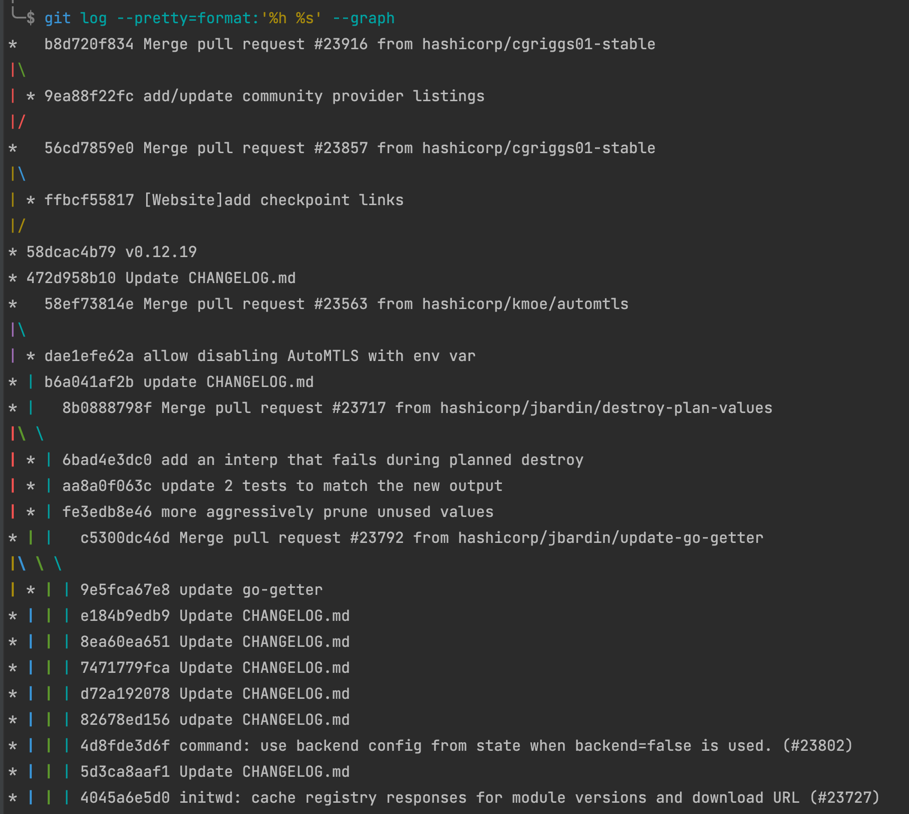 └─$ git log --pretty=format:'%h %s' --graph
*   b8d720f834 Merge pull request #23916 from hashicorp/cgriggs01-stable
|\
| * 9ea88f22fc add/update community provider listings
|/
*   56cd7859e0 Merge pull request #23857 from hashicorp/cgriggs01-stable
|\
| * ffbcf55817 [Website]add checkpoint links
|/
* 58dcac4b79 v0.12.19
* 472d958b10 Update CHANGELOG.md
*   58ef73814e Merge pull request #23563 from hashicorp/kmoe/automtls
|\
| * dae1efe62a allow disabling AutoMTLS with env var
* | b6a041af2b update CHANGELOG.md
* |   8b0888798f Merge pull request #23717 from hashicorp/jbardin/destroy-plan-values
|\ \
| * | 6bad4e3dc0 add an interp that fails during planned destroy
| * | aa8a0f063c update 2 tests to match the new output
| * | fe3edb8e46 more aggressively prune unused values
* | |   c5300dc46d Merge pull request #23792 from hashicorp/jbardin/update-go-getter
|\ \ \
| * | | 9e5fca67e8 update go-getter
* | | | e184b9edb9 Update CHANGELOG.md
* | | | 8ea60ea651 Update CHANGELOG.md
* | | | 7471779fca Update CHANGELOG.md
* | | | d72a192078 Update CHANGELOG.md
* | | | 82678ed156 udpate CHANGELOG.md
* | | | 4d8fde3d6f command: use backend config from state when backend=false is used. (#23802)
* | | | 5d3ca8aaf1 Update CHANGELOG.md
* | | | 4045a6e5d0 initwd: cache registry responses for module versions and download URL (#23727)